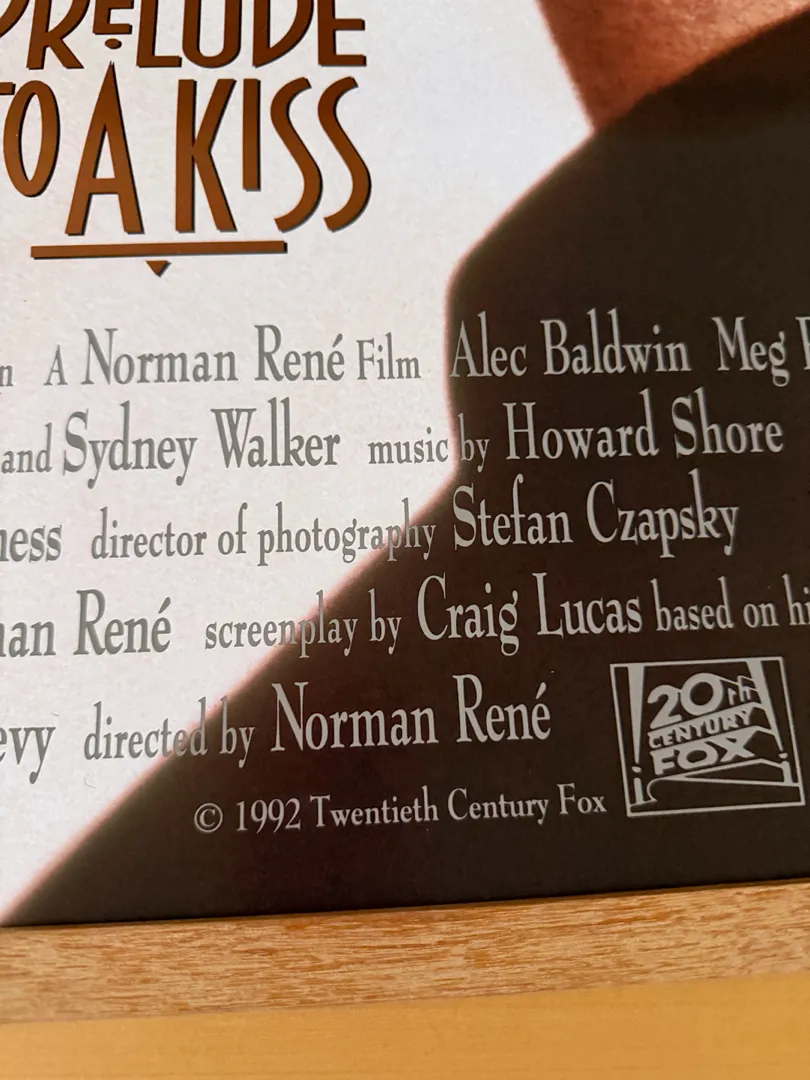 PRELUDE
TO A KISS
n A Norman René Film Alec Baldwin Meg
and Sydney Walker music by Howard Shore
ness director of photography Stefan Czapsky
an René screenplay by Craig Lucas based on hi
evy directed by Norman René
© 1992 Twentieth Century Fox
20th
CENTURY
FOX